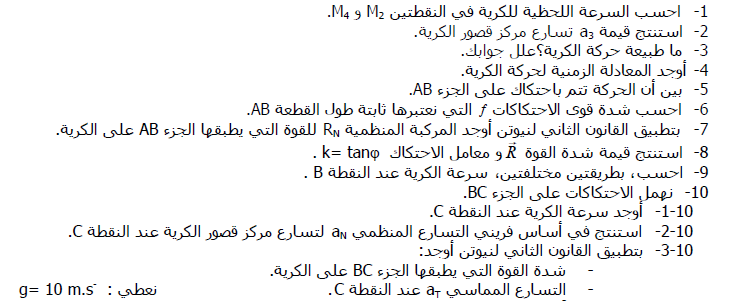 1- احسب السرعة اللحظية للكرية في النقطتين M₂ و M₄.
2- استنتج قيمة a₃ تسارع مركز قصور الكرية.
3- ما طبيعة حركة الكرية؟علل جوابك.
4- أوجد المعادلة الزمنية لحركة الكرية.
5- بين أن الحركة تتم باحتكاك على الجزء AB.
6- احسب شدة قوى الاحتكاكات f التي نعتبرها ثابتة طول القطعة AB.
7- بتطبيق القانون الثاني لنيوتن أوجد المركبة المنظمية R_N للقوة التي يطبقها الجزء AB على الكرية.
8- استنتج قيمة شدة القوة R⃗ و معامل الاحتكاك k= tanφ .
9- احسب، بطريقتين مختلفتين، سرعة الكرية عند النقطة B .
10- نهمل الاحتكاكات على الجزء BC.
10-1- أوجد سرعة الكرية عند النقطة C.
10-2- استنتج في أساس فريني التسارع المنظمي a_N لتسارع مركز قصور الكرية عند النقطة C.
10-3- بتطبيق القانون الثاني لنيوتن أوجد:
- شدة القوة التي يطبقها الجزء BC على الكرية.
- التسارع المماسي a_T عند النقطة C. نعطي : g= 10 m.s⁻